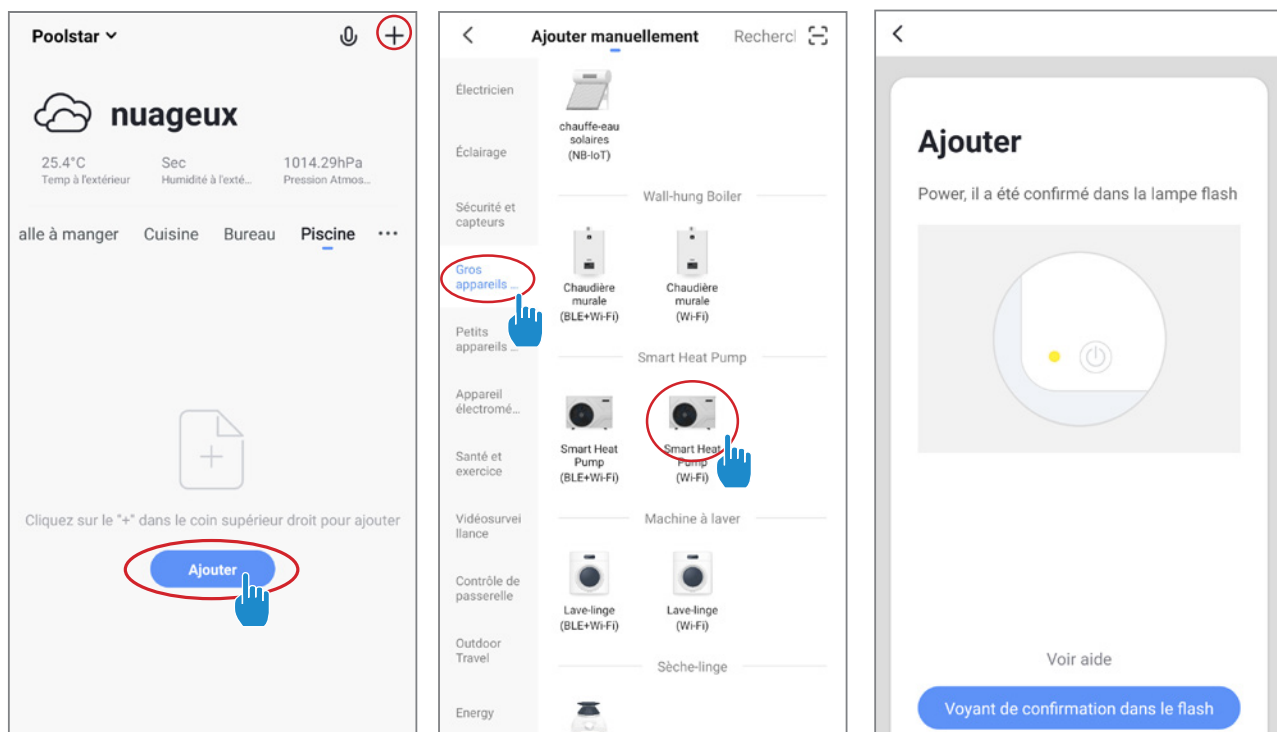 Poolstar
nuageux
25.4°C Sec 1014.29hPa
Temp à l'extérieur Humidité à l'exté... Pression Atmos...
alle à manger Cuisine Bureau Piscine ...
Cliquez sur le "+" dans le coin supérieur droit pour ajouter
Ajouter
Ajouter manuellement Recherc
Électricien
Éclairage
Sécurité et
capteurs
Gros
appareils ...
Petits
appareils ...
Appareil
électromé...
Santé et
exercice
Vidéosurvei
llance
Contrôle de
passerelle
Outdoor
Travel
Energy
chauffe-eau
solaires
(NB-IoT)
Wall-hung Boiler
Chaudière
murale
(BLE+Wi-Fi)
Chaudière
murale
(Wi-Fi)
Smart Heat Pump
Smart Heat
Pump
(BLE+Wi-Fi)
Smart Heat
Pump
(Wi-Fi)
Machine à laver
Lave-linge
(BLE+Wi-Fi)
Lave-linge
(Wi-Fi)
Sèche-linge
Ajouter
Power, il a été confirmé dans la lampe flash
Voir aide
Voyant de confirmation dans le flash